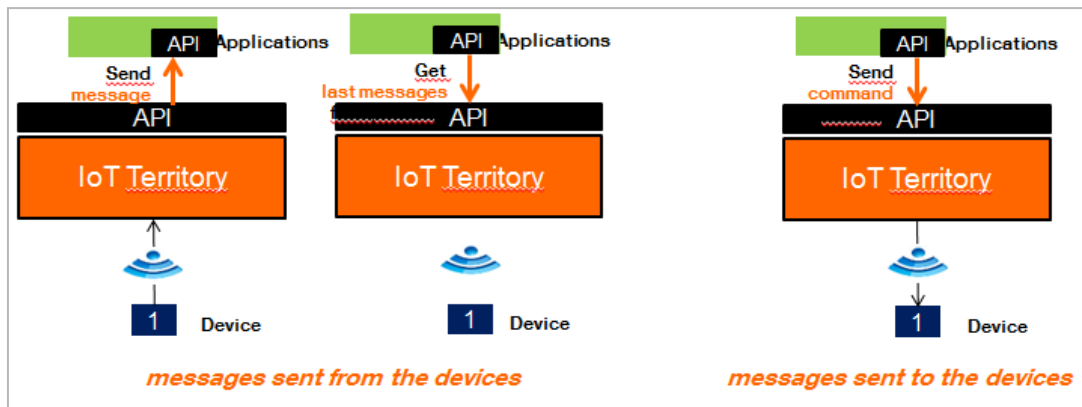 API Applications
Send
message
API
IoT Territory
1 Device
API Applications
Get
last messages
API
IoT Territory
1 Device
messages sent from the devices
API Applications
Send
command
API
IoT Territory
1 Device
messages sent to the devices